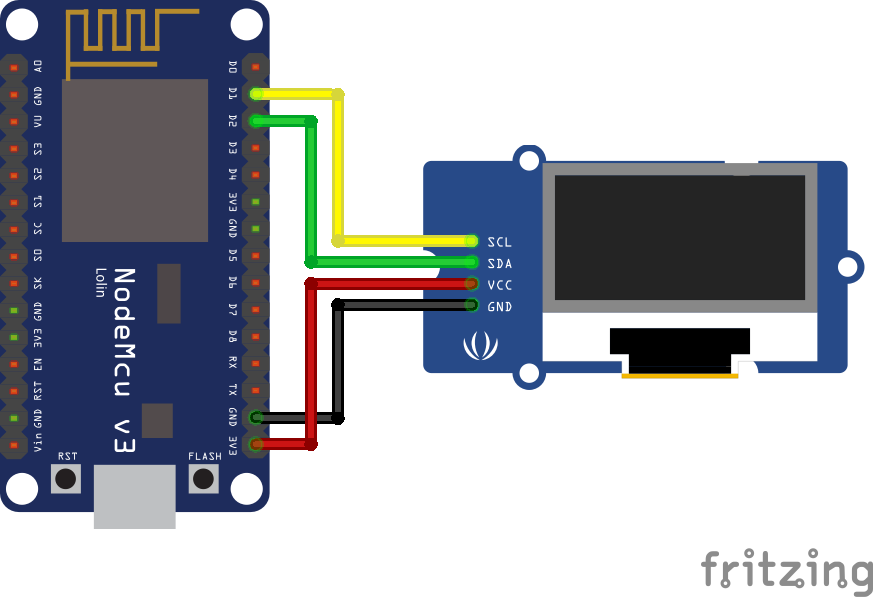 A0
GND
VU
S3
S2
S1
SC
S0
SK
GND
3V3
EN
RST
GND
Vin
D0
D1
D2
D3
D4
3V3
GND
D5
D6
D7
D8
RX
TX
GND
3V3
NodeMcu v3
Lolin
RST
FLASH
SCL
SDA
VCC
GND
fritzing